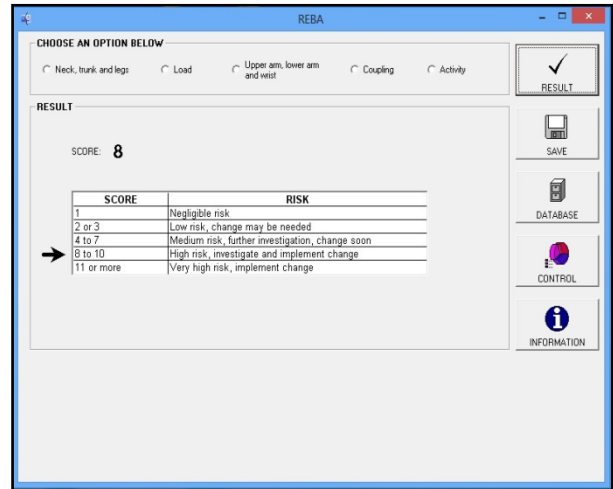 REBA
CHOOSE AN OPTION BELOW
Neck, trunk and legs
Load
Upper arm, lower arm
and wrist
Coupling
Activity
RESULT
RESULT
SCORE: 8
SCORE RISK
1 Negligible risk
2 or 3 Low risk, change may be needed
4 to 7 Medium risk, further investigation, change soon
8 to 10 High risk, investigate and implement change
11 or more Very high risk, implement change
SAVE
DATABASE
CONTROL
INFORMATION